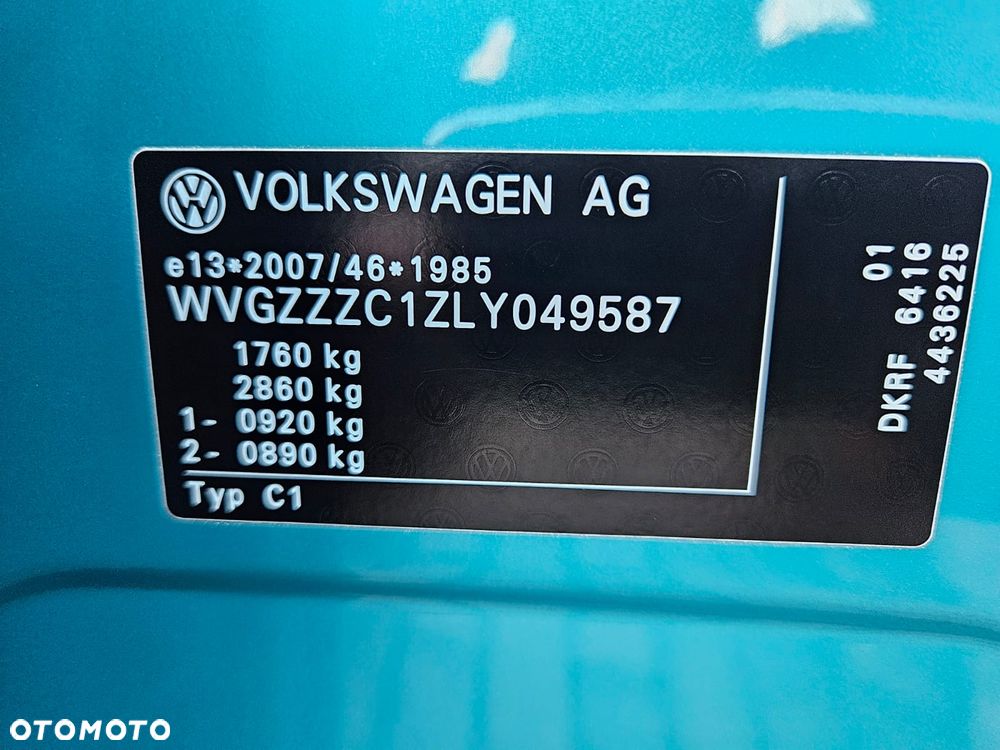 VOLKSWAGEN AG
e13*2007/46*1985
WVGZZZC1ZLY049587
1760 kg
2860 kg
1- 0920 kg
2- 0890 kg
Typ C1
01
DKRF 6416
4436225
OTOMOTO